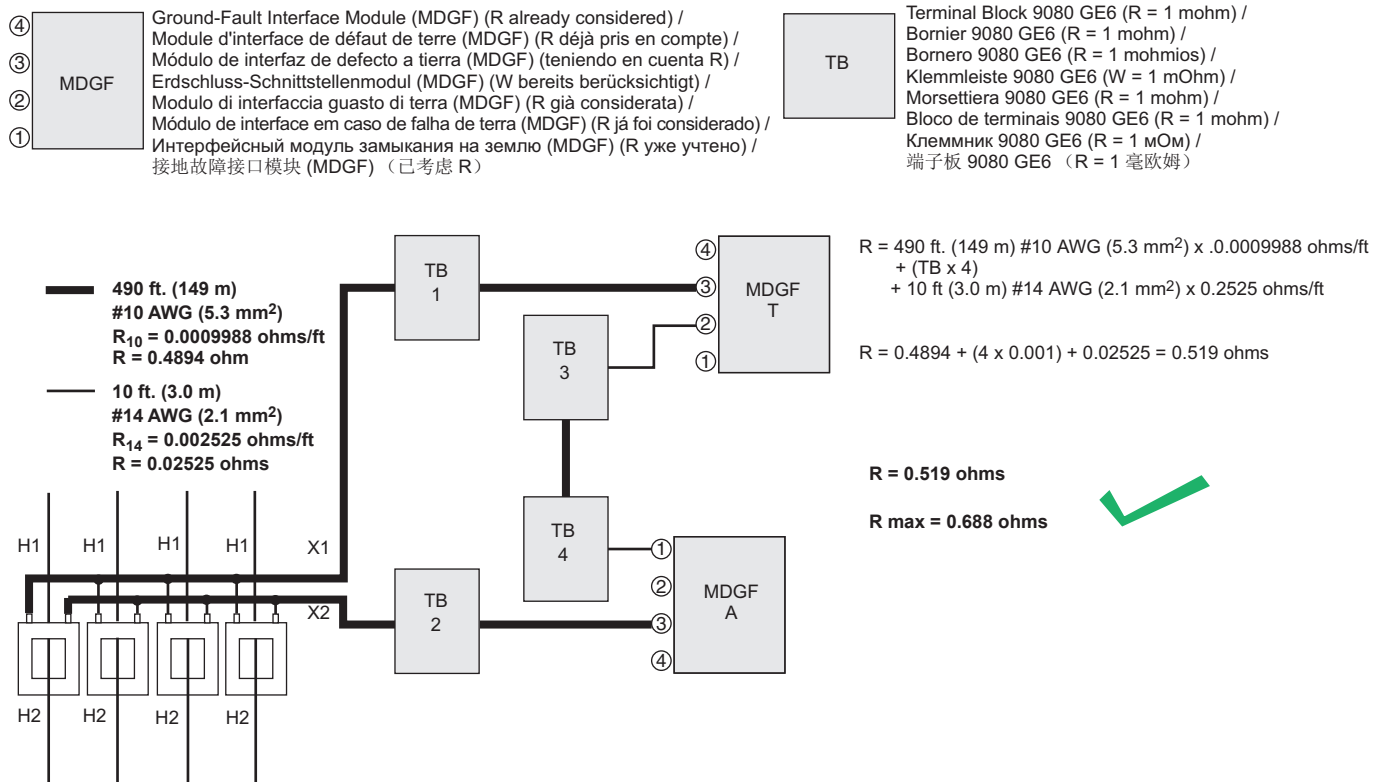 ④
③
②
①
MDGF
Ground-Fault Interface Module (MDGF) (R already considered) /
Module d'interface de défaut de terre (MDGF) (R déjà pris en compte) /
Módulo de interfaz de defecto a tierra (MDGF) (teniendo en cuenta R) /
Erdschluss-Schnittstellenmodul (MDGF) (W bereits berücksichtigt) /
Modulo di interfaccia guasto di terra (MDGF) (R già considerata) /
Módulo de interface em caso de falha de terra (MDGF) (R já foi considerado) /
Интерфейсный модуль замыкания на землю (MDGF) (R уже учтено) /
接地故障接口模块 (MDGF) （已考虑 R）
TB
Terminal Block 9080 GE6 (R = 1 mohm) /
Bornier 9080 GE6 (R = 1 mohm) /
Bornero 9080 GE6 (R = 1 mohmios) /
Klemmleiste 9080 GE6 (W = 1 mOhm) /
Morsettiera 9080 GE6 (R = 1 mohm) /
Bloco de terminais 9080 GE6 (R = 1 mohm) /
Клеммник 9080 GE6 (R = 1 мОм) /
端子板 9080 GE6 （R = 1 毫欧姆）
490 ft. (149 m)
#10 AWG (5.3 mm²)
R₁₀ = 0.0009988 ohms/ft
R = 0.4894 ohm
10 ft. (3.0 m)
#14 AWG (2.1 mm²)
R₁₄ = 0.002525 ohms/ft
R = 0.02525 ohms
TB
1
④
③
②
①
MDGF
T
TB
3
R = 490 ft. (149 m) #10 AWG (5.3 mm²) x .0.0009988 ohms/ft
+ (TB x 4)
+ 10 ft (3.0 m) #14 AWG (2.1 mm²) x 0.2525 ohms/ft
R = 0.4894 + (4 x 0.001) + 0.02525 = 0.519 ohms
R = 0.519 ohms
R max = 0.688 ohms
H1 H1 H1 H1 X1
X2
TB
4
TB
2
①
②
③
④
MDGF
A
H2 H2 H2 H2